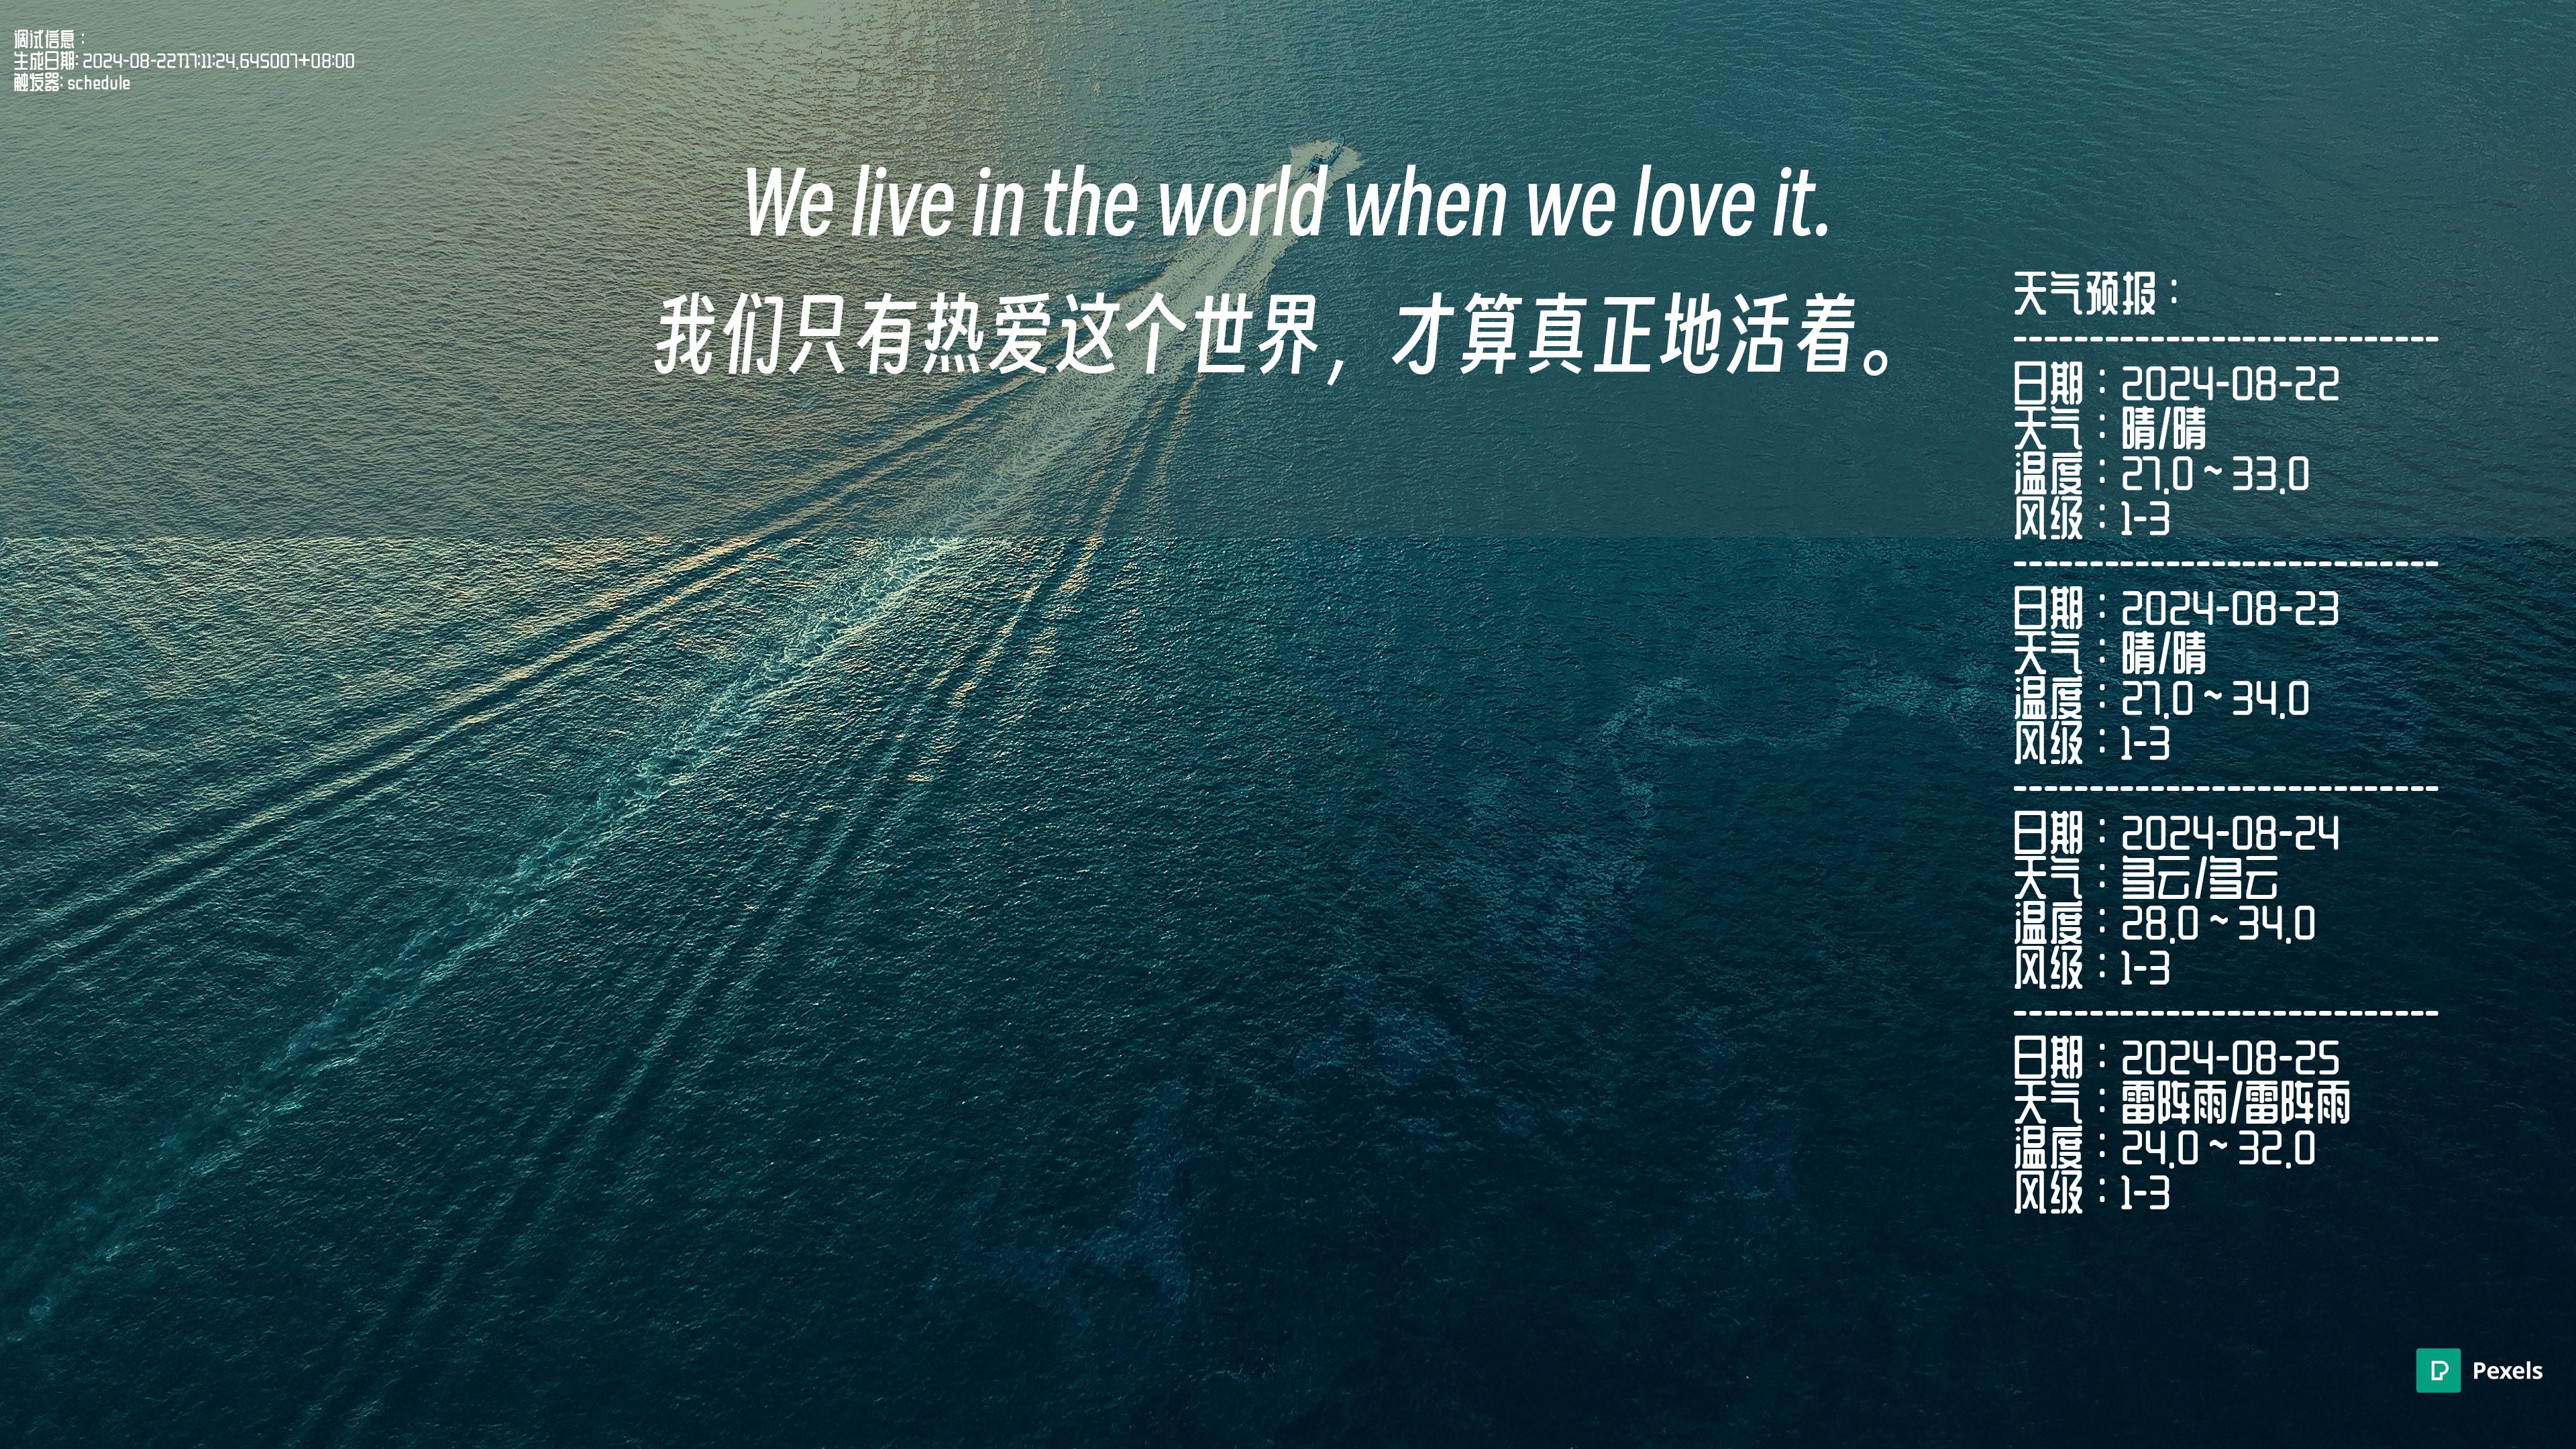 调试信息：
生成日期: 2024-08-22T17:11:24.645007+08:00
触发器: schedule
We live in the world when we love it.
我们只有热爱这个世界，才算真正地活着。
天气预报：
----------------------------
日期：2024-08-22
天气：晴/晴
温度：27.0 ~ 33.0
风级：1-3
----------------------------
日期：2024-08-23
天气：晴/晴
温度：27.0 ~ 34.0
风级：1-3
----------------------------
日期：2024-08-24
天气：多云/多云
温度：28.0 ~ 34.0
风级：1-3
----------------------------
日期：2024-08-25
天气：雷阵雨/雷阵雨
温度：24.0 ~ 32.0
风级：1-3
Pexels